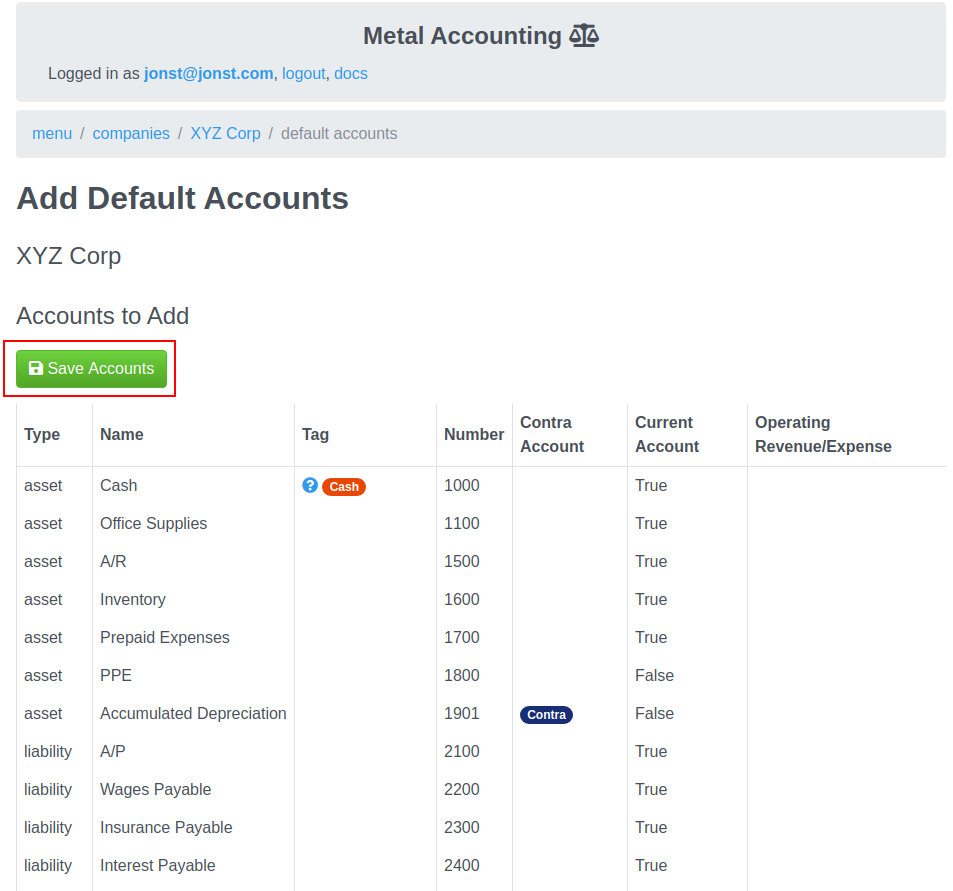 Metal Accounting
Logged in as jonst@jonst.com, logout, docs
menu / companies / XYZ Corp / default accounts
Add Default Accounts
XYZ Corp
Accounts to Add
Save Accounts
Type Name Tag Number Contra Account Current Account Operating Revenue/Expense
asset Cash ? Cash 1000 True
asset Office Supplies 1100 True
asset A/R 1500 True
asset Inventory 1600 True
asset Prepaid Expenses 1700 True
asset PPE 1800 False
asset Accumulated Depreciation 1901 Contra False
liability A/P 2100 True
liability Wages Payable 2200 True
liability Insurance Payable 2300 True
liability Interest Payable 2400 True